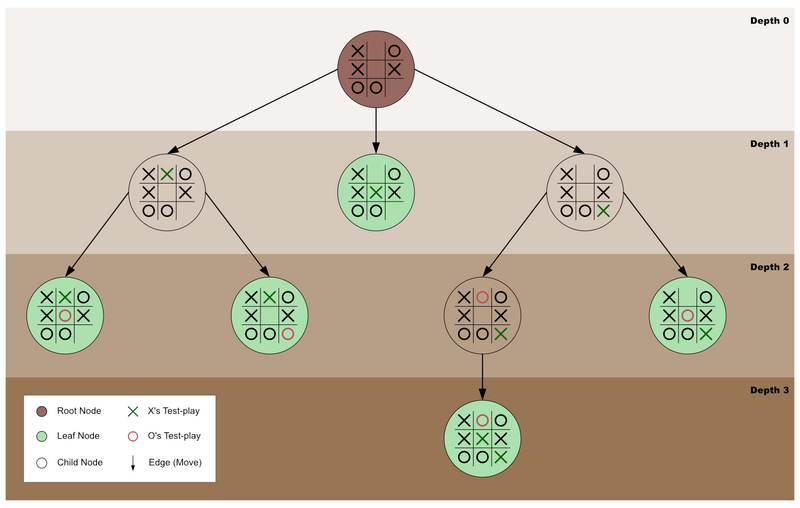 Depth 0
Depth 1
Depth 2
Depth 3
Root Node
X's Test-play
Leaf Node
O's Test-play
Child Node
Edge (Move)